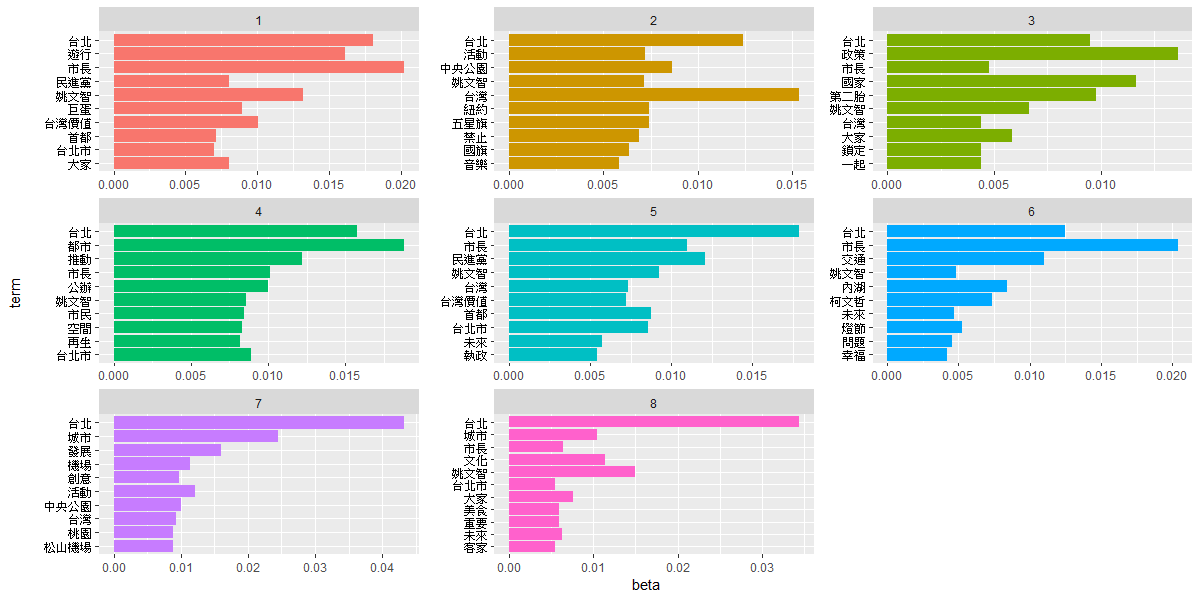 1
台北
遊行
市長
民進黨
姚文智
巨蛋
台灣價值
首都
台北市
大家
0.000 0.005 0.010 0.015 0.020
2
台北
活動
中央公園
姚文智
台灣
紐約
五星旗
禁止
國旗
音樂
0.000 0.005 0.010 0.015
3
台北
政策
市長
國家
第二胎
姚文智
台灣
大家
鎖定
一起
0.000 0.005 0.010
4
台北
都市
推動
市長
公辦
姚文智
市民
空間
再生
台北市
0.000 0.005 0.010 0.015
5
台北
市長
民進黨
姚文智
台灣
台灣價值
首都
台北市
未來
執政
0.000 0.005 0.010 0.015
6
台北
市長
交通
姚文智
內湖
柯文哲
未來
燈節
問題
幸福
0.000 0.005 0.010 0.015 0.020
7
台北
城市
發展
機場
創意
活動
中央公園
台灣
桃園
松山機場
0.00 0.01 0.02 0.03 0.04
8
台北
城市
市長
文化
姚文智
台北市
大家
美食
重要
未來
客家
0.00 0.01 0.02 0.03
term
beta